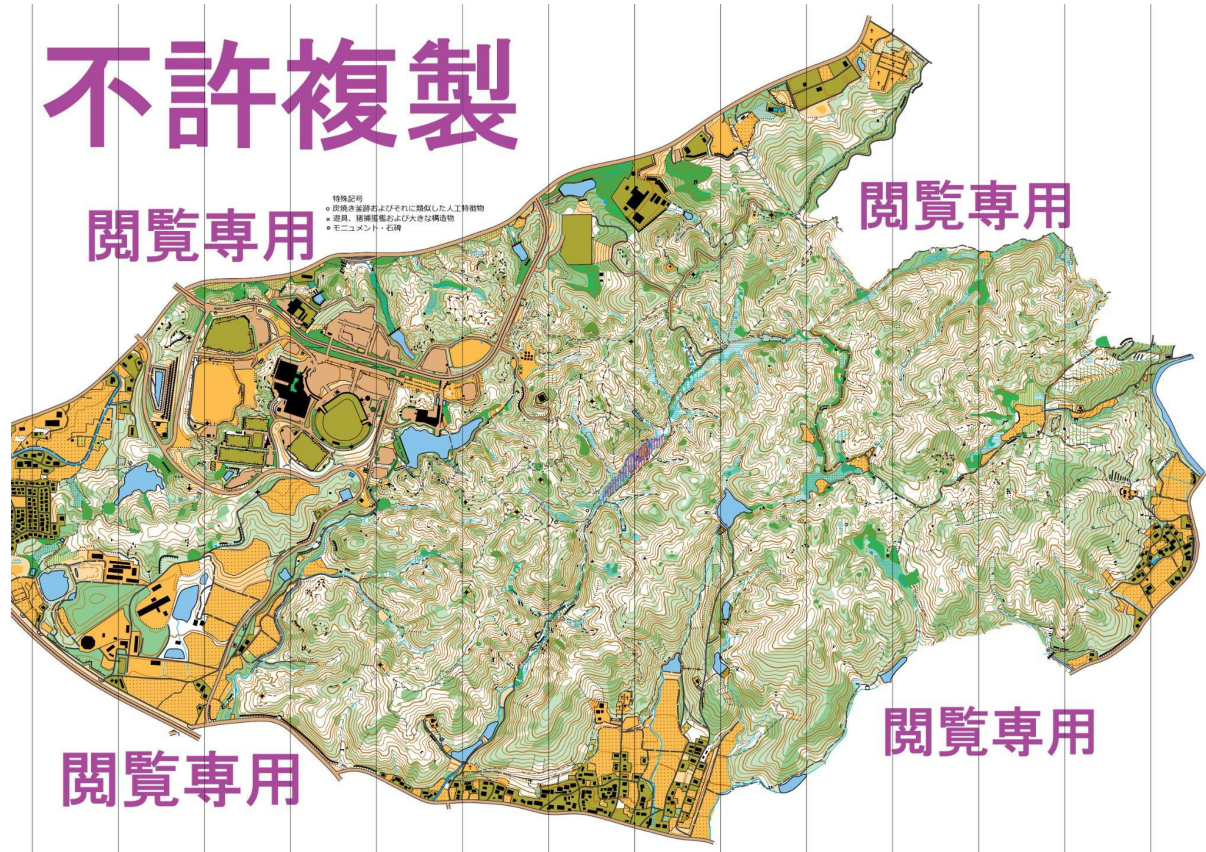 不許複製
特殊記号
炭焼き釜跡およびそれに類似した人工特徴物
遊具、猪捕獲檻および大きな構造物
モニュメント・石碑
閲覧専用
閲覧専用
閲覧専用
閲覧専用